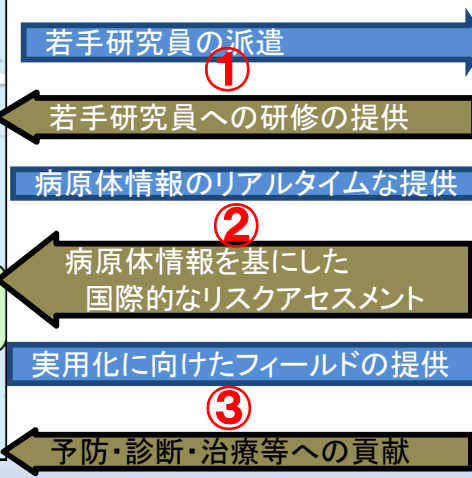 若手研究員の派遣
①
若手研究員への研修の提供
病原体情報のリアルタイムな提供
②
病原体情報を基にした
国際的なリスクアセスメント
実用化に向けたフィールドの提供
③
予防・診断・治療等への貢献